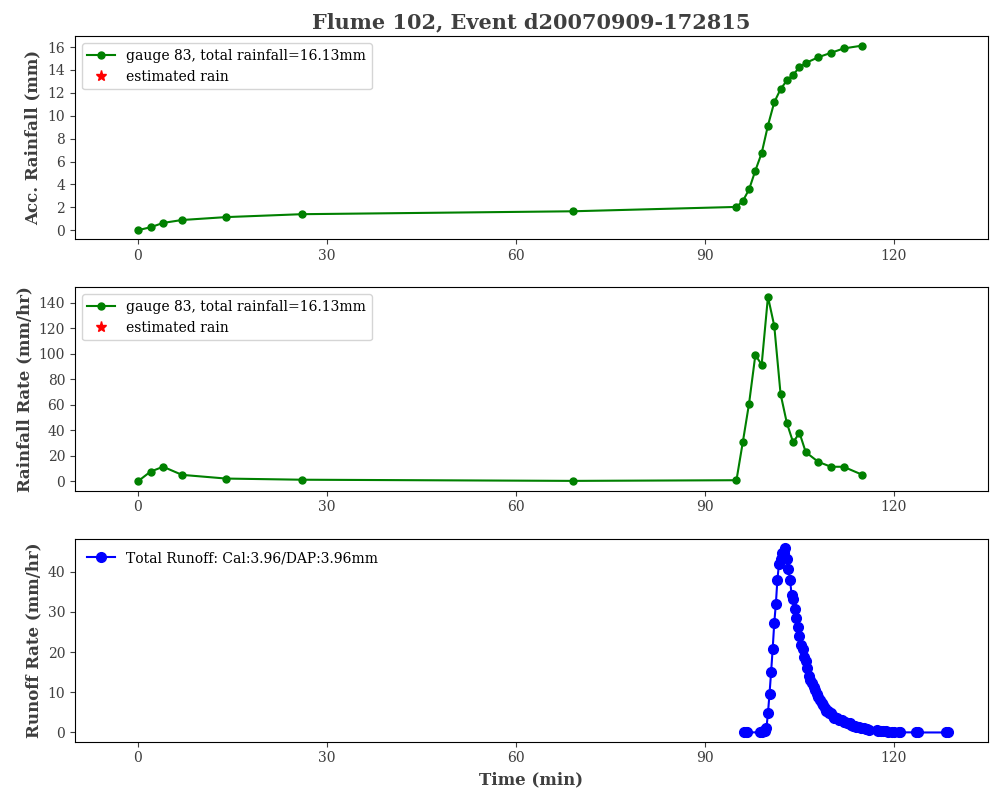 Flume 102, Event d20070909-172815
Acc. Rainfall (mm)
16
14
12
10
8
6
4
2
0
gauge 83, total rainfall=16.13mm
estimated rain
0 30 60 90 120
Rainfall Rate (mm/hr)
140
120
100
80
60
40
20
0
gauge 83, total rainfall=16.13mm
estimated rain
0 30 60 90 120
Runoff Rate (mm/hr)
40
30
20
10
0
Total Runoff: Cal:3.96/DAP:3.96mm
0 30 60 90 120
Time (min)